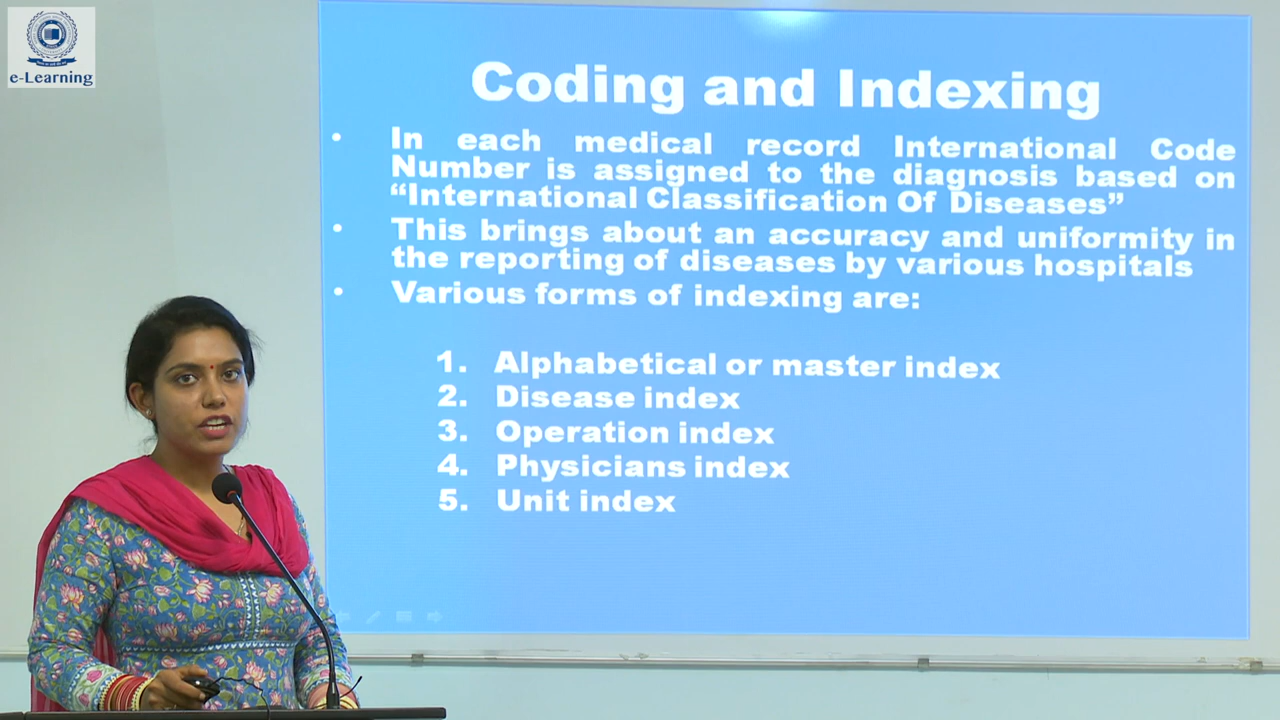 e-Learning
Coding and Indexing
• In each medical record International Code
Number is assigned to the diagnosis based on
“International Classification Of Diseases”
• This brings about an accuracy and uniformity in
the reporting of diseases by various hospitals
• Various forms of indexing are:
1. Alphabetical or master index
2. Disease index
3. Operation index
4. Physicians index
5. Unit index